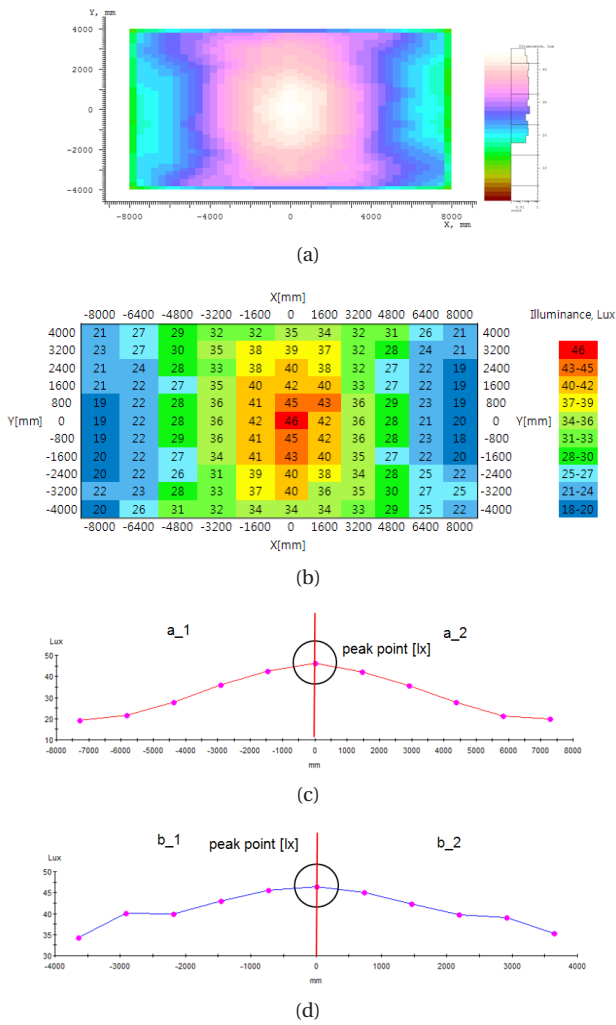 Y, mm
4000
2000
0
-2000
-4000
-8000 -4000 0 4000 8000
X, mm
Illuminance, Lux
40
30
20
10
(a)
X[mm]
-8000 -6400 -4800 -3200 -1600 0 1600 3200 4800 6400 8000 Illuminance, Lux
4000 21 27 29 32 32 35 34 32 31 26 21 4000
3200 23 27 30 35 38 39 37 32 28 24 21 3200 46
2400 21 24 28 33 38 40 38 32 27 22 19 2400 43-45
1600 21 22 27 35 40 42 40 32 27 22 19 1600 40-42
800 19 22 28 36 41 45 43 36 29 23 19 800 37-39
Y[mm] 0 19 22 28 36 42 46 42 36 28 21 20 0 Y[mm] 34-36
-800 19 22 29 36 41 45 42 36 29 23 18 -800 31-33
-1600 20 22 27 34 41 43 40 35 27 22 20 -1600 28-30
-2400 20 22 26 31 39 40 38 34 28 25 22 -2400 25-27
-3200 22 23 28 33 37 40 36 35 30 27 25 -3200 21-24
-4000 20 26 31 32 34 34 34 33 29 25 22 -4000 18-20
-8000 -6400 -4800 -3200 -1600 0 1600 3200 4800 6400 8000
X[mm]
(b)
a_1 a_2
Lux peak point [lx]
50
40
30
20
10
-8000 -7000 -6000 -5000 -4000 -3000 -2000 -1000 0 1000 2000 3000 4000 5000 6000 7000 8000
mm
(c)
b_1 peak point [lx] b_2
Lux
50
45
40
35
30
-4000 -3000 -2000 -1000 0 1000 2000 3000 4000
mm
(d)